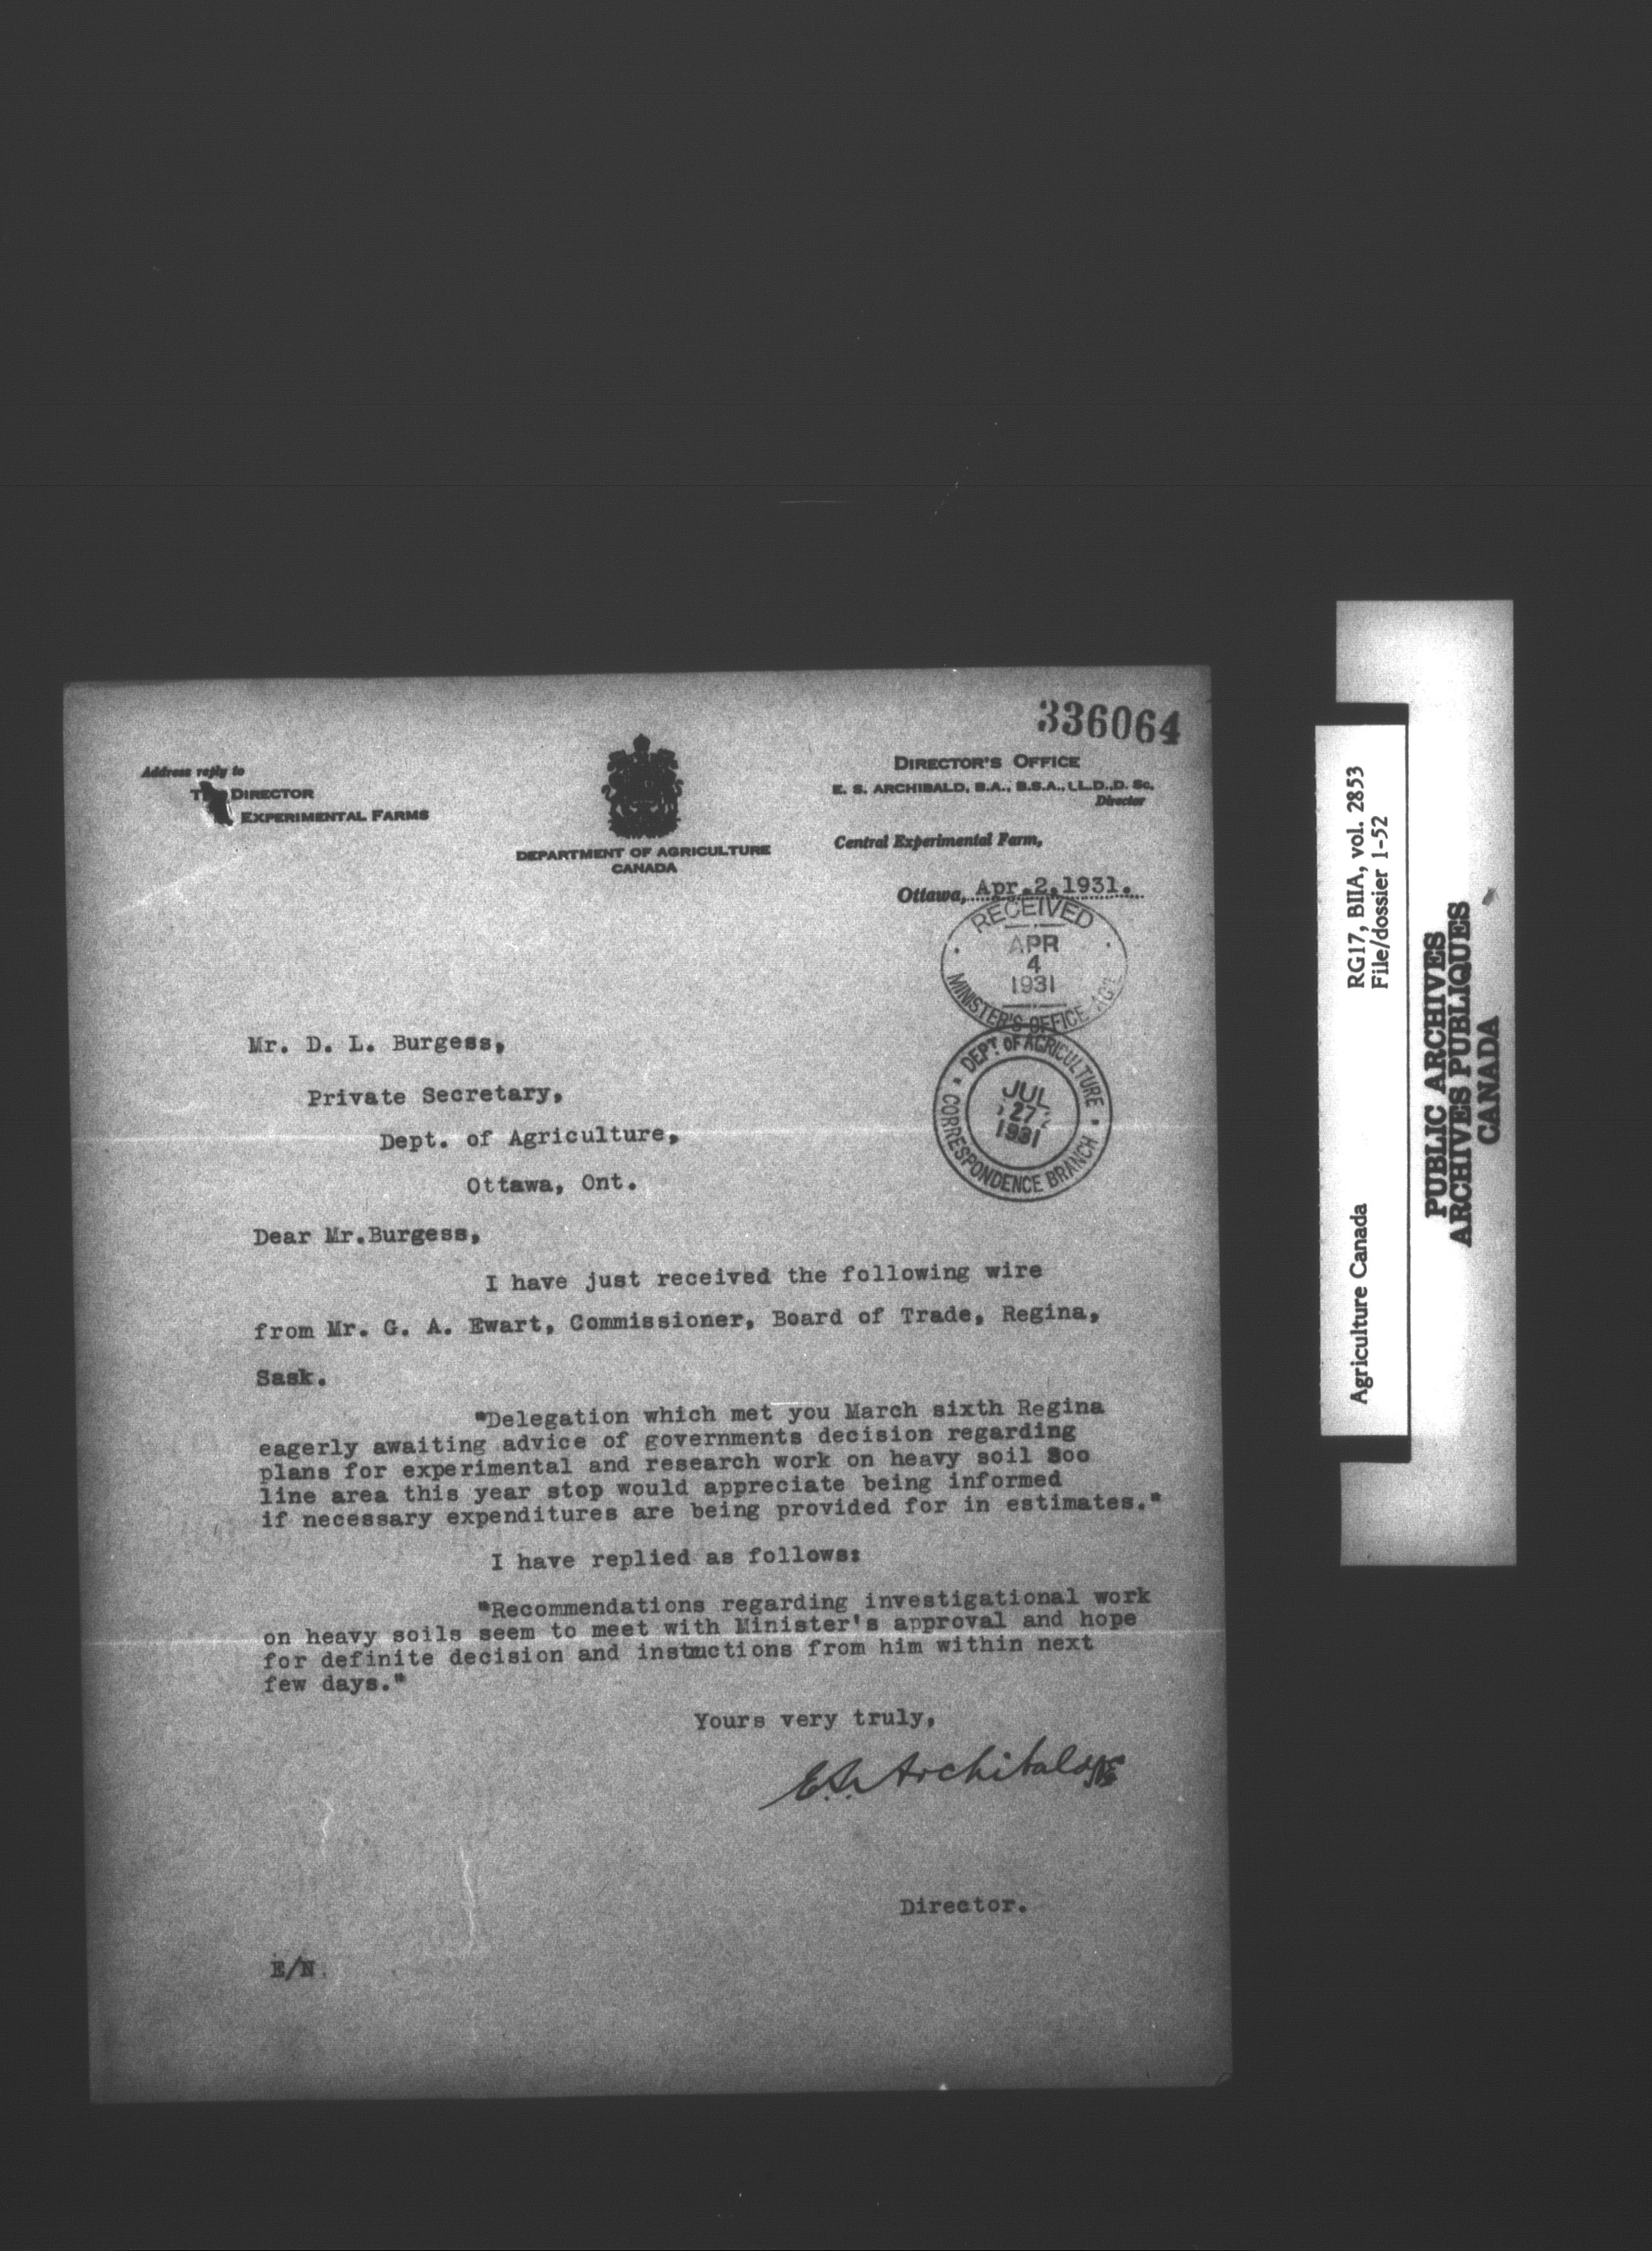 336064
Address reply to
THE DIRECTOR
EXPERIMENTAL FARMS
DEPARTMENT OF AGRICULTURE
CANADA
DIRECTOR'S OFFICE
E. S. ARCHIBALD, B.A., B.S.A., LL.D., D. Sc.
Director
Central Experimental Farm,
Ottawa, Apr.2,1931.
RECEIVED
APR
4
1931
MINISTER'S OFFICE AGR
DEPT. OF AGRICULTURE
JUL
27
1931
CORRESPONDENCE BRANCH
Mr. D. L. Burgess,
Private Secretary,
Dept. of Agriculture,
Ottawa, Ont.
Dear Mr.Burgess,
I have just received the following wire
from Mr. G. A. Ewart, Commissioner, Board of Trade, Regina,
Sask.
"Delegation which met you March sixth Regina
eagerly awaiting advice of governments decision regarding
plans for experimental and research work on heavy soil Soo
line area this year stop would appreciate being informed
if necessary expenditures are being provided for in estimates."
I have replied as follows:
"Recommendations regarding investigational work
on heavy soils seem to meet with Minister's approval and hope
for definite decision and instructions from him within next
few days."
Yours very truly,
E.S. Archibald
Director.
E/N.
Agriculture Canada
RG17, BIIA, vol. 2853
File/dossier 1-52
PUBLIC ARCHIVES
ARCHIVES PUBLIQUES
CANADA